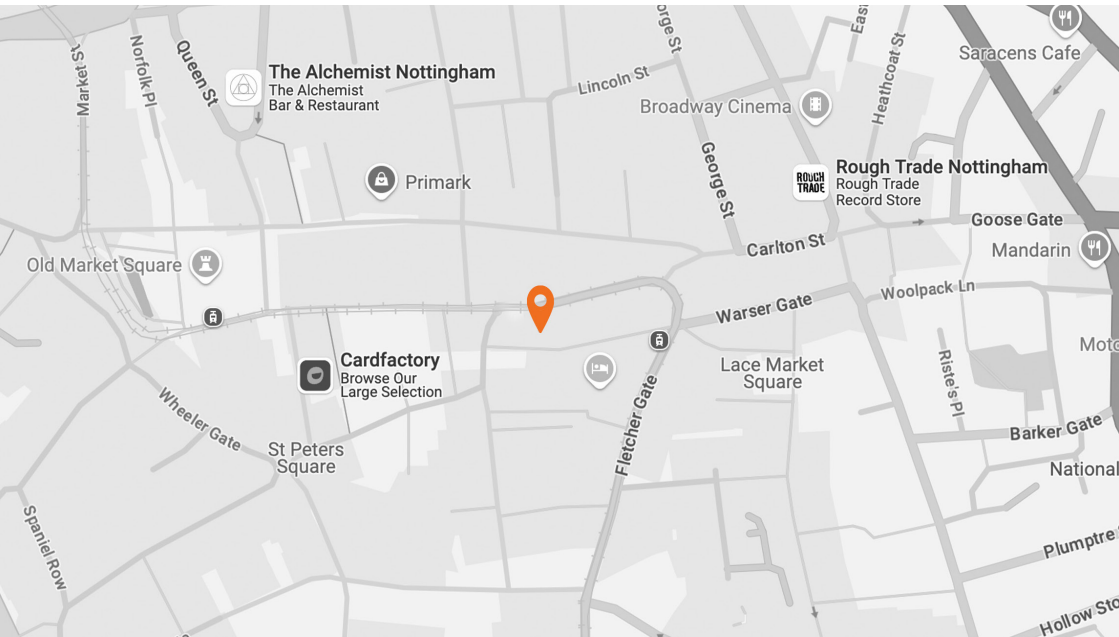 Market St
Norfolk Pl
Queen St
The Alchemist Nottingham
The Alchemist
Bar & Restaurant
Primark
Old Market Square
Lincoln St
Broadway Cinema
George St
Heathcoat St
Saracens Cafe
ROUGH
TRADE
Rough Trade Nottingham
Rough Trade
Record Store
Goose Gate
Mandarin
Carlton St
Woolpack Ln
Warser Gate
Cardfactory
Browse Our
Large Selection
Lace Market
Square
Wheeler Gate
St Peters
Square
Fletcher Gate
Riste's Pl
Barker Gate
National
Spaniel Row
Plumptre